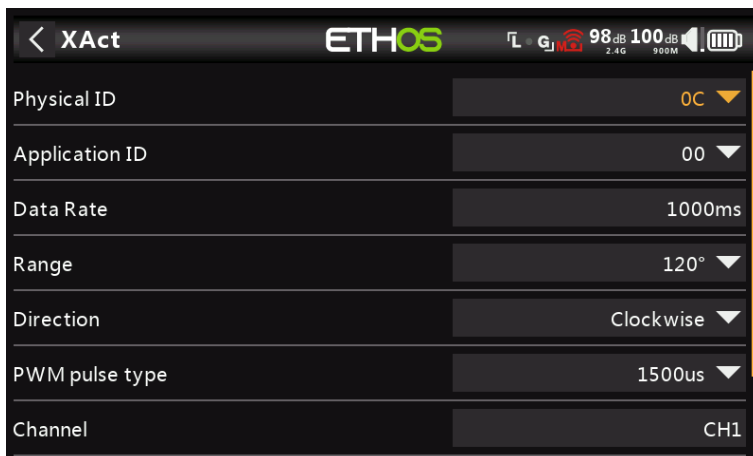 XAct ETHOS L G M 98dB 2.4G 100dB 900M
Physical ID 0C
Application ID 00
Data Rate 1000ms
Range 120°
Direction Clockwise
PWM pulse type 1500us
Channel CH1